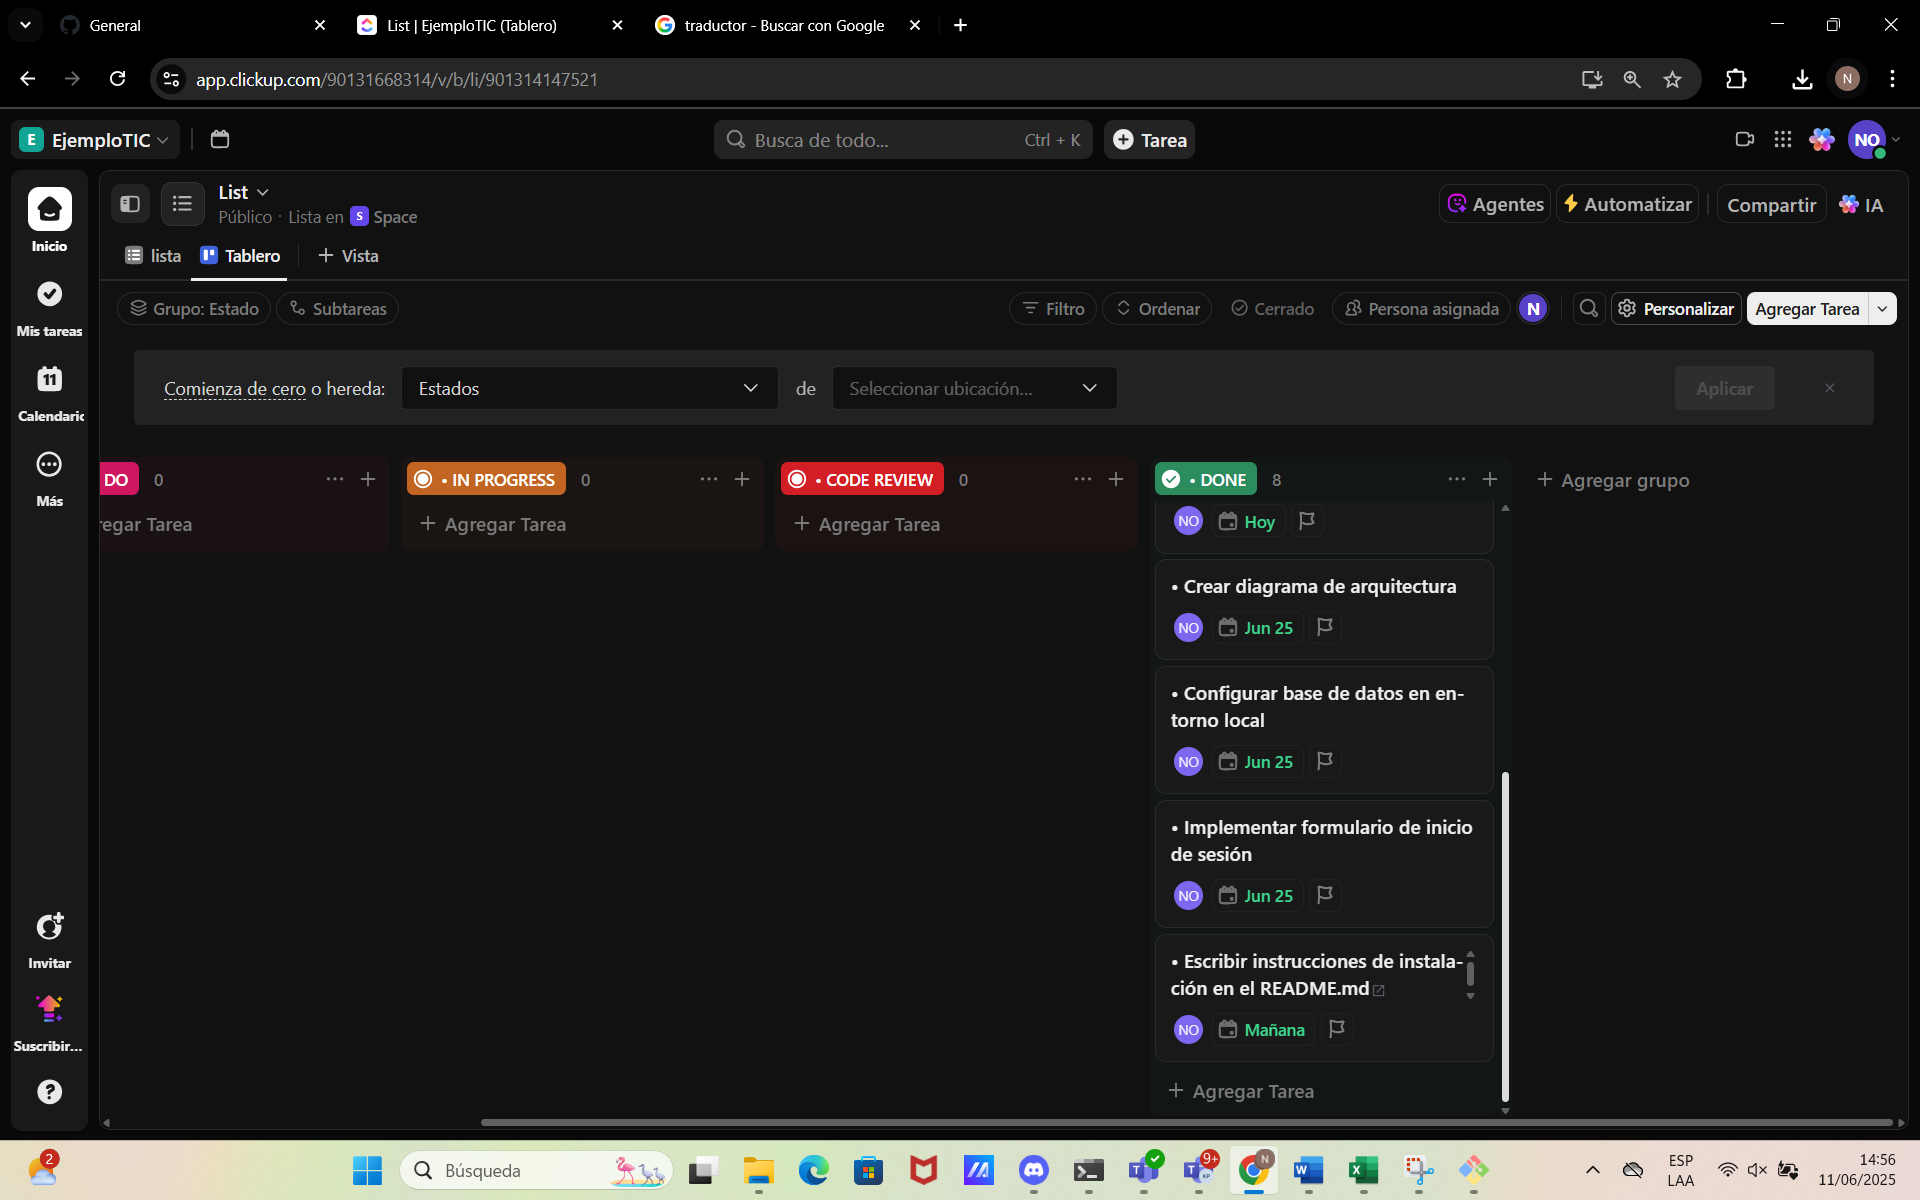 General
List | EjemploTIC (Tablero)
traductor - Buscar con Google
app.clickup.com/90131668314/v/b/li/901314147521
N
E EjemploTIC
Busca de todo...
Ctrl + K
Tarea
NO
List
Público · Lista en S Space
Agentes
Automatizar
Compartir
IA
lista
Tablero
Vista
Grupo: Estado
Subtareas
Filtro
Ordenar
Cerrado
Persona asignada
N
Personalizar
Agregar Tarea
Comienza de cero o hereda:
Estados
de
Seleccionar ubicación...
Aplicar
Inicio
Mis tareas
11
Calendaric
Más
Invitar
Suscribir...
DO 0
regar Tarea
• IN PROGRESS 0
Agregar Tarea
• CODE REVIEW 0
Agregar Tarea
• DONE 8
NO Hoy
• Crear diagrama de arquitectura
NO Jun 25
• Configurar base de datos en en-
torno local
NO Jun 25
• Implementar formulario de inicio
de sesión
NO Jun 25
• Escribir instrucciones de instala-
ción en el README.md
NO Mañana
Agregar Tarea
Agregar grupo
2
Búsqueda
9+
N
ESP
LAA
14:56
11/06/2025